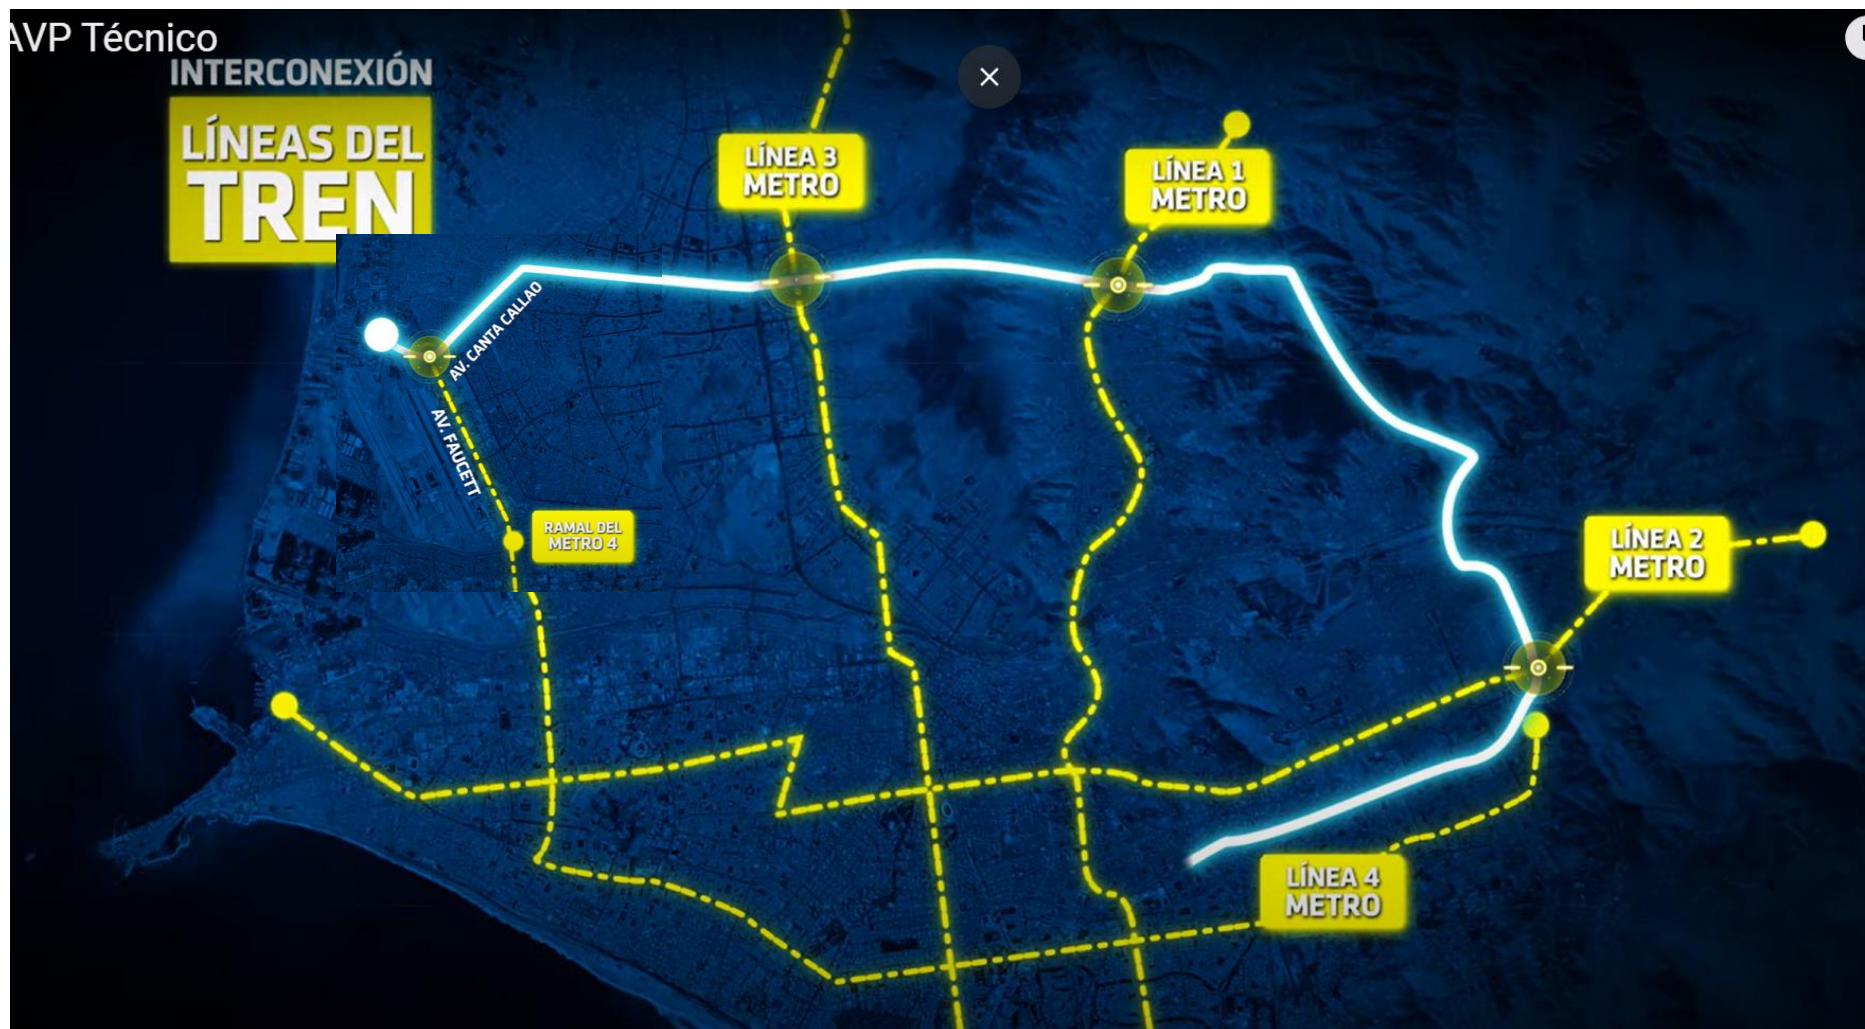 AVP Técnico
INTERCONEXIÓN
LÍNEAS DEL
TREN
LÍNEA 3
METRO
LÍNEA 1
METRO
AV. CANTA CALLAO
AV. FAUCETT
RAMAL DEL
METRO 4
LÍNEA 2
METRO
LÍNEA 4
METRO